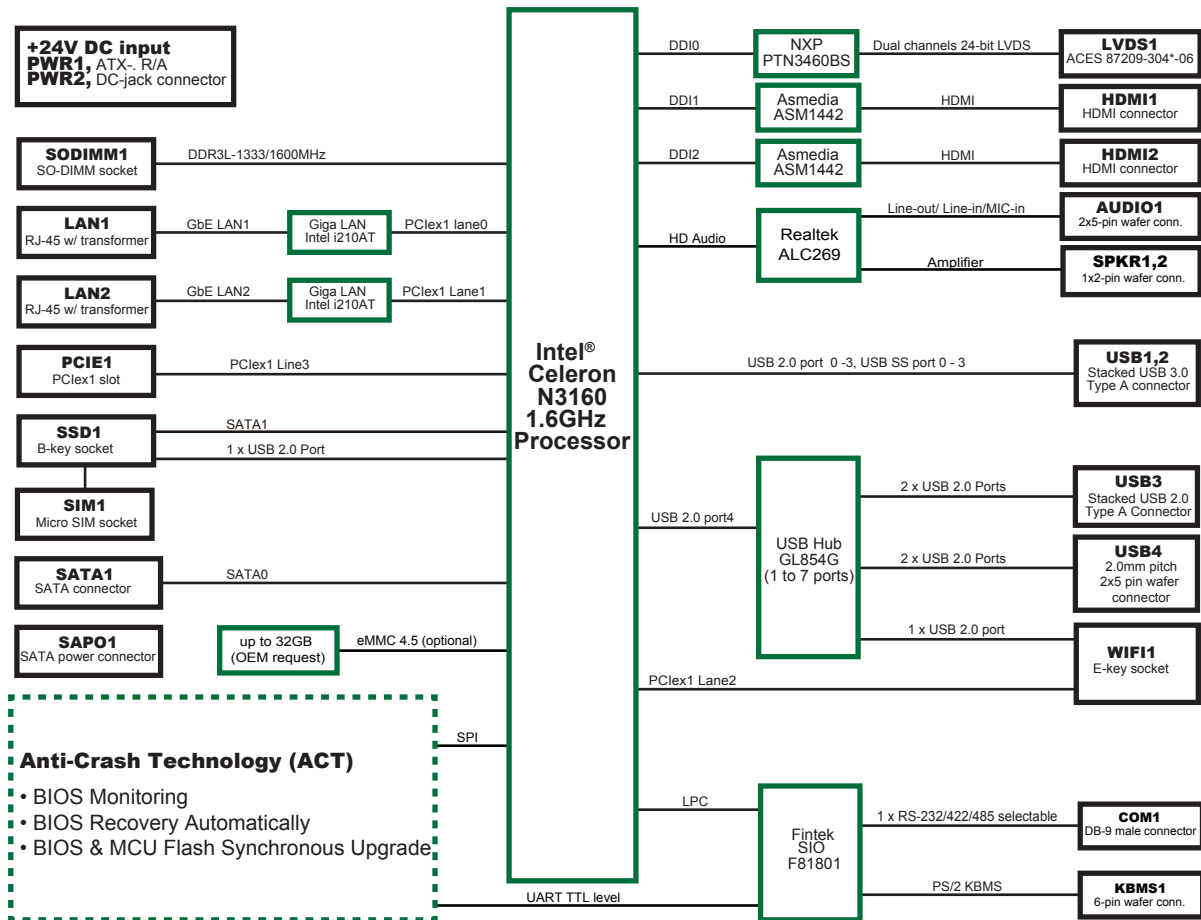 +24V DC input
PWR1, ATX-. R/A
PWR2, DC-jack connector
SODIMM1
SO-DIMM socket
DDR3L-1333/1600MHz
LAN1
RJ-45 w/ transformer
GbE LAN1
Giga LAN
Intel i210AT
PCIex1 lane0
LAN2
RJ-45 w/ transformer
GbE LAN2
Giga LAN
Intel i210AT
PCIex1 Lane1
PCIE1
PCIex1 slot
PCIex1 Line3
SSD1
B-key socket
SATA1
1 x USB 2.0 Port
SIM1
Micro SIM socket
SATA1
SATA connector
SATA0
SAPO1
SATA power connector
up to 32GB
(OEM request)
eMMC 4.5 (optional)
Anti-Crash Technology (ACT)
• BIOS Monitoring
• BIOS Recovery Automatically
• BIOS & MCU Flash Synchronous Upgrade
SPI
UART TTL level
Intel®
Celeron
N3160
1.6GHz
Processor
DDI0
NXP
PTN3460BS
Dual channels 24-bit LVDS
LVDS1
ACES 87209-304*-06
DDI1
Asmedia
ASM1442
HDMI
HDMI1
HDMI connector
DDI2
Asmedia
ASM1442
HDMI
HDMI2
HDMI connector
HD Audio
Realtek
ALC269
Line-out/ Line-in/MIC-in
AUDIO1
2x5-pin wafer conn.
Amplifier
SPKR1,2
1x2-pin wafer conn.
USB 2.0 port 0 -3, USB SS port 0 - 3
USB1,2
Stacked USB 3.0
Type A connector
USB 2.0 port4
USB Hub
GL854G
(1 to 7 ports)
2 x USB 2.0 Ports
USB3
Stacked USB 2.0
Type A Connector
2 x USB 2.0 Ports
USB4
2.0mm pitch
2x5 pin wafer
connector
1 x USB 2.0 port
WIFI1
E-key socket
PCIex1 Lane2
LPC
Fintek
SIO
F81801
1 x RS-232/422/485 selectable
COM1
DB-9 male connector
PS/2 KBMS
KBMS1
6-pin wafer conn.